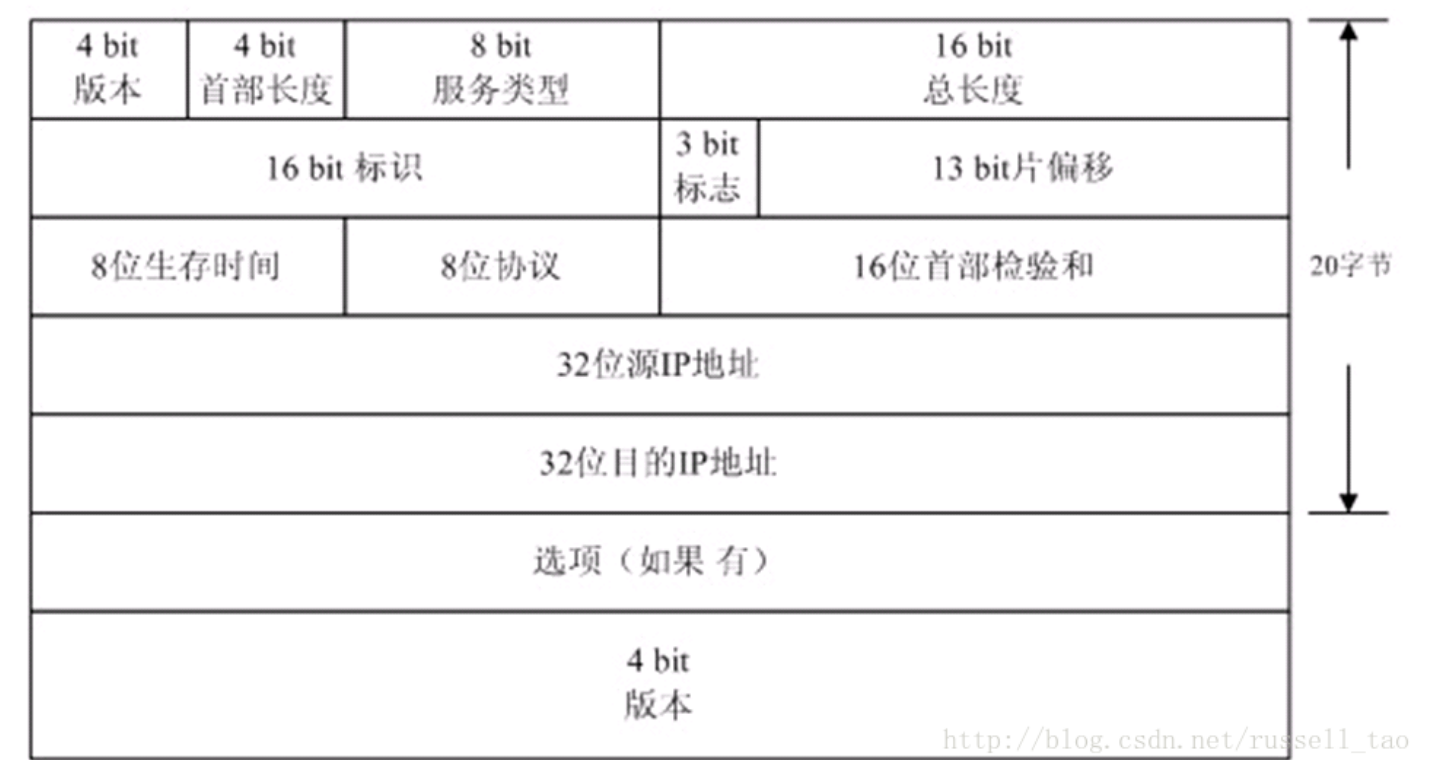 4 bit
版本
4 bit
首部长度
8 bit
服务类型
16 bit
总长度
16 bit 标识
3 bit
标志
13 bit片偏移
8位生存时间
8位协议
16位首部检验和
20字节
32位源IP地址
32位目的IP地址
选项（如果 有）
4 bit
版本
http://blog.csdn.net/russell_tao